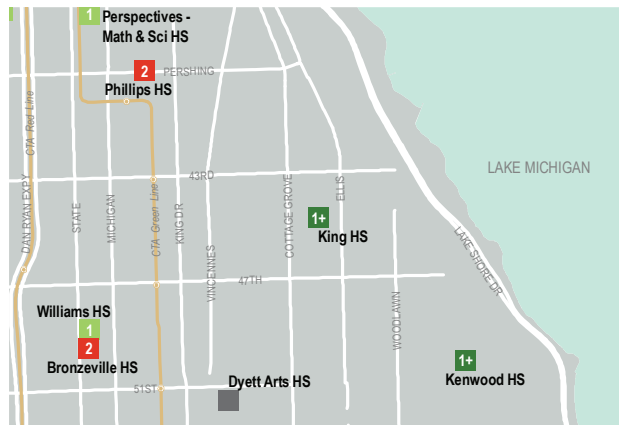 1
Perspectives -
Math & Sci HS
2
PERSHING
Phillips HS
CTA Red Line
LAKE MICHIGAN
43RD
DAN RYAN EXPY
STATE
MICHIGAN
CTA Green Line
KING DR
VINCENNES
COTTAGE GROVE
ELLIS
1+
King HS
LAKE SHORE DR
47TH
WOODLAWN
Williams HS
1
2
Bronzeville HS
1+
Kenwood HS
Dyett Arts HS
51ST